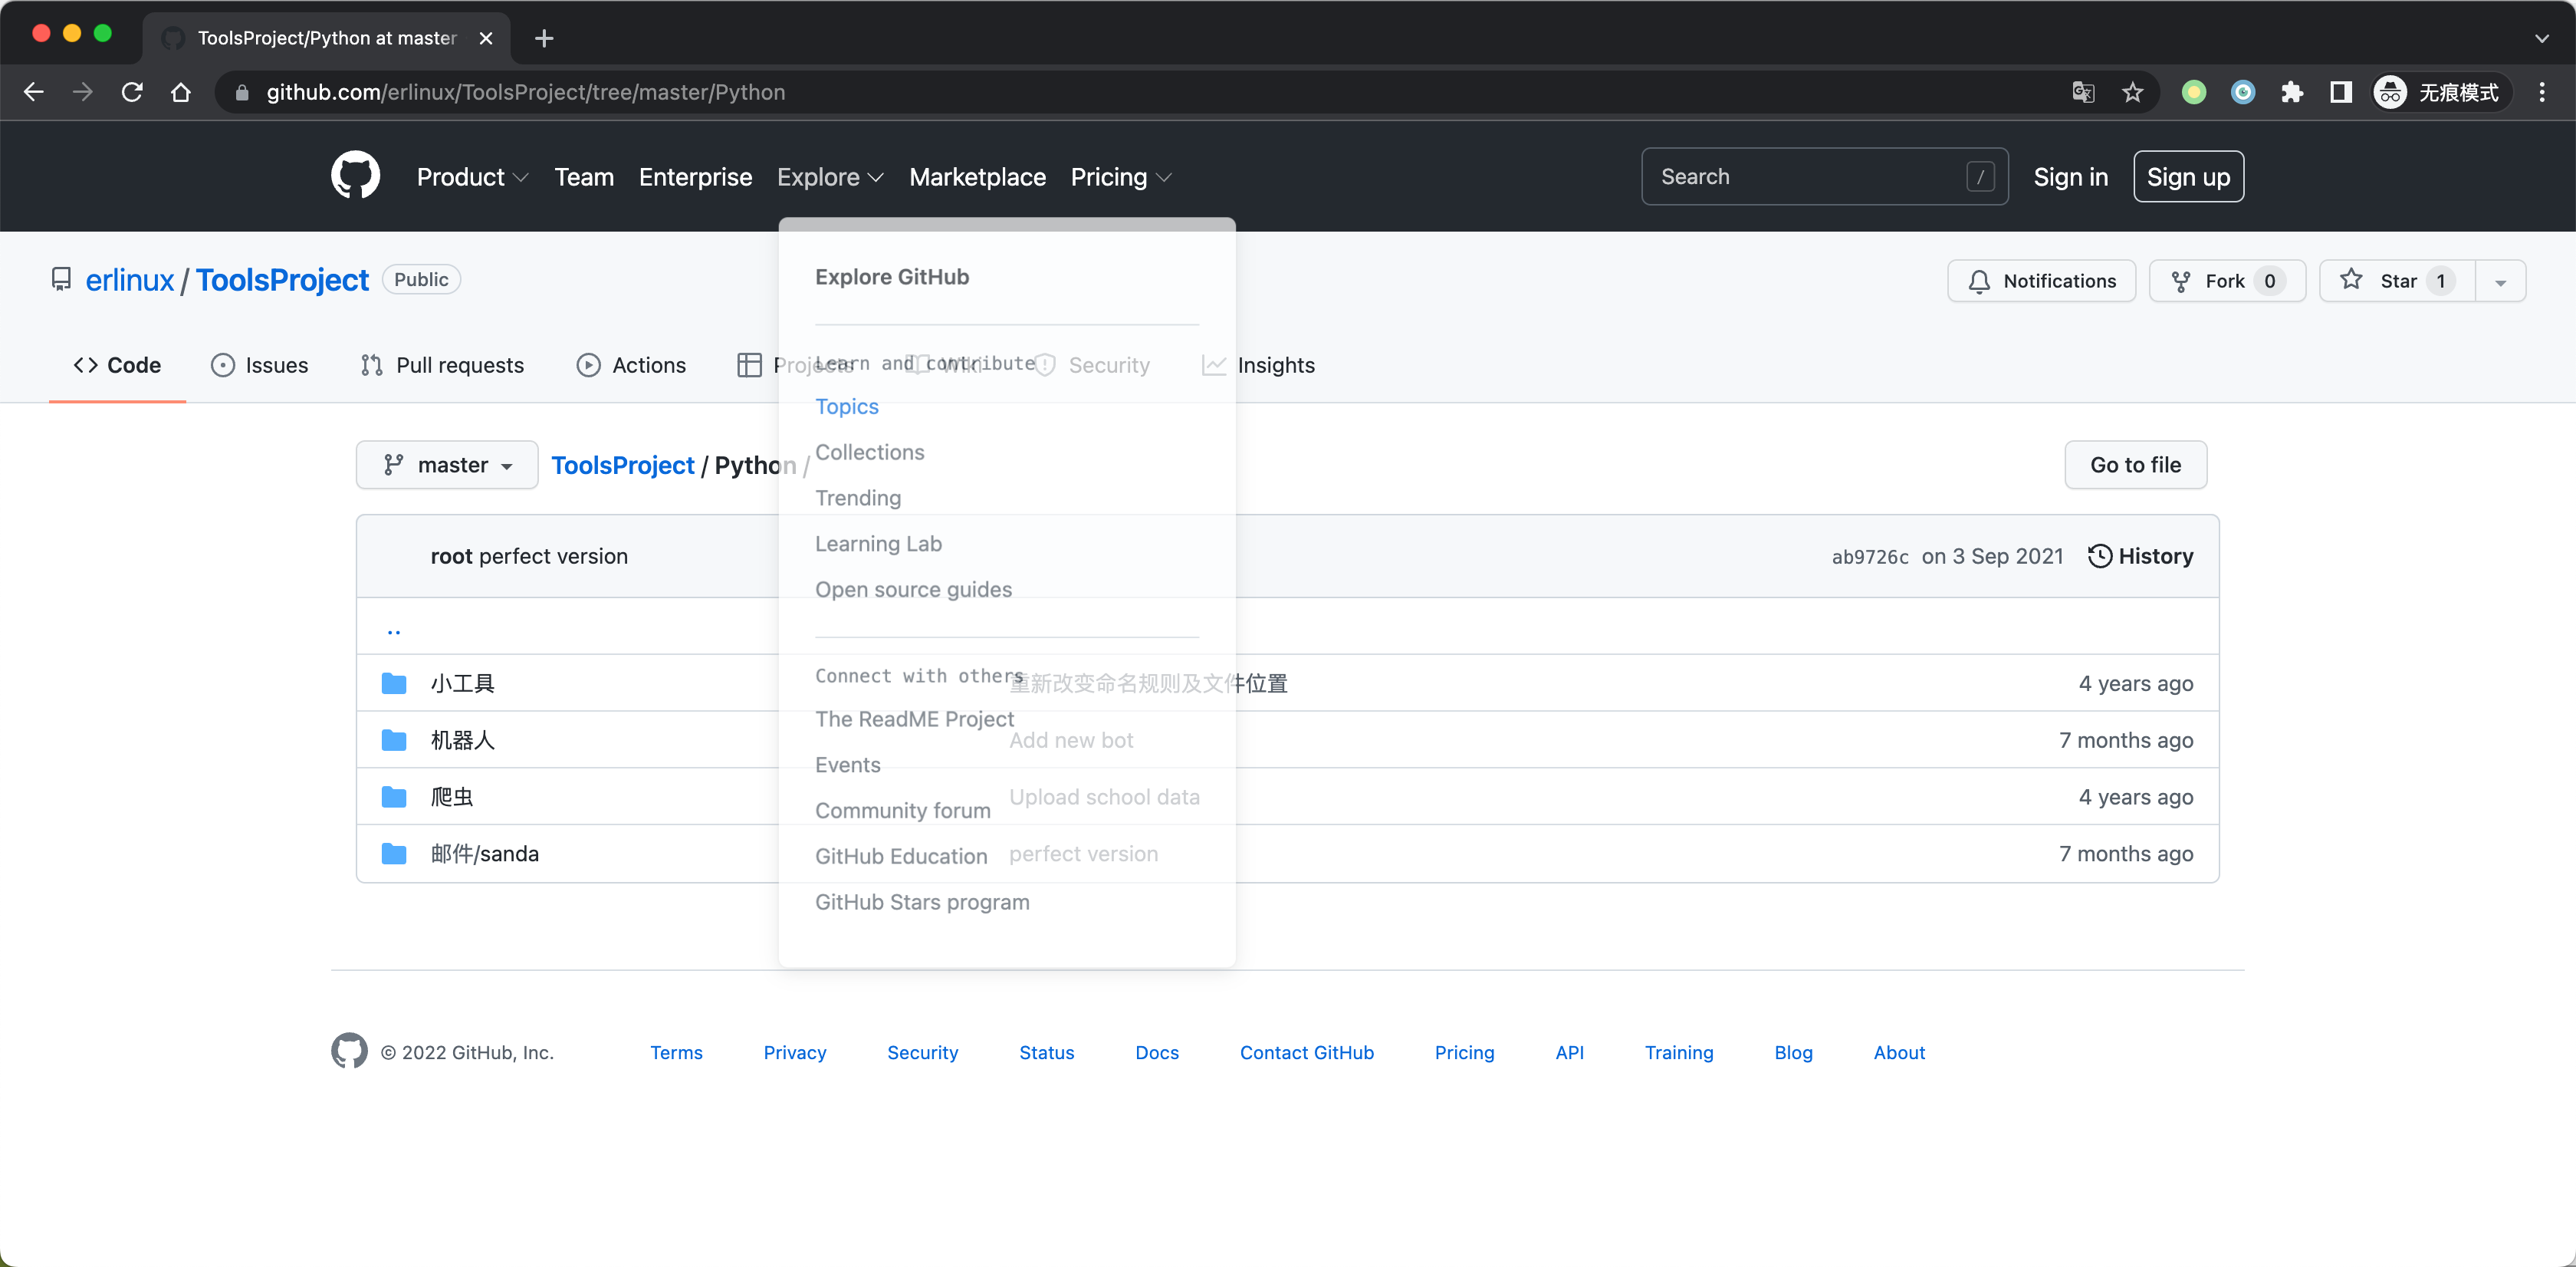 ToolsProject/Python at master
github.com/erlinux/ToolsProject/tree/master/Python
无痕模式
Product Team Enterprise Explore Marketplace Pricing
Search /
Sign in Sign up
erlinux / ToolsProject Public
Notifications Fork 0 Star 1
Code Issues Pull requests Actions Projects Wiki Security Insights
Explore GitHub
Learn and contribute
Topics
Collections
Trending
Learning Lab
Open source guides
Connect with others
The ReadME Project
Events
Community forum
GitHub Education
GitHub Stars program
master ToolsProject / Python /
Go to file
root perfect version ab9726c on 3 Sep 2021 History
..
小工具 重新改变命名规则及文件位置 4 years ago
机器人 Add new bot 7 months ago
爬虫 Upload school data 4 years ago
邮件/sanda perfect version 7 months ago
© 2022 GitHub, Inc. Terms Privacy Security Status Docs Contact GitHub Pricing API Training Blog About